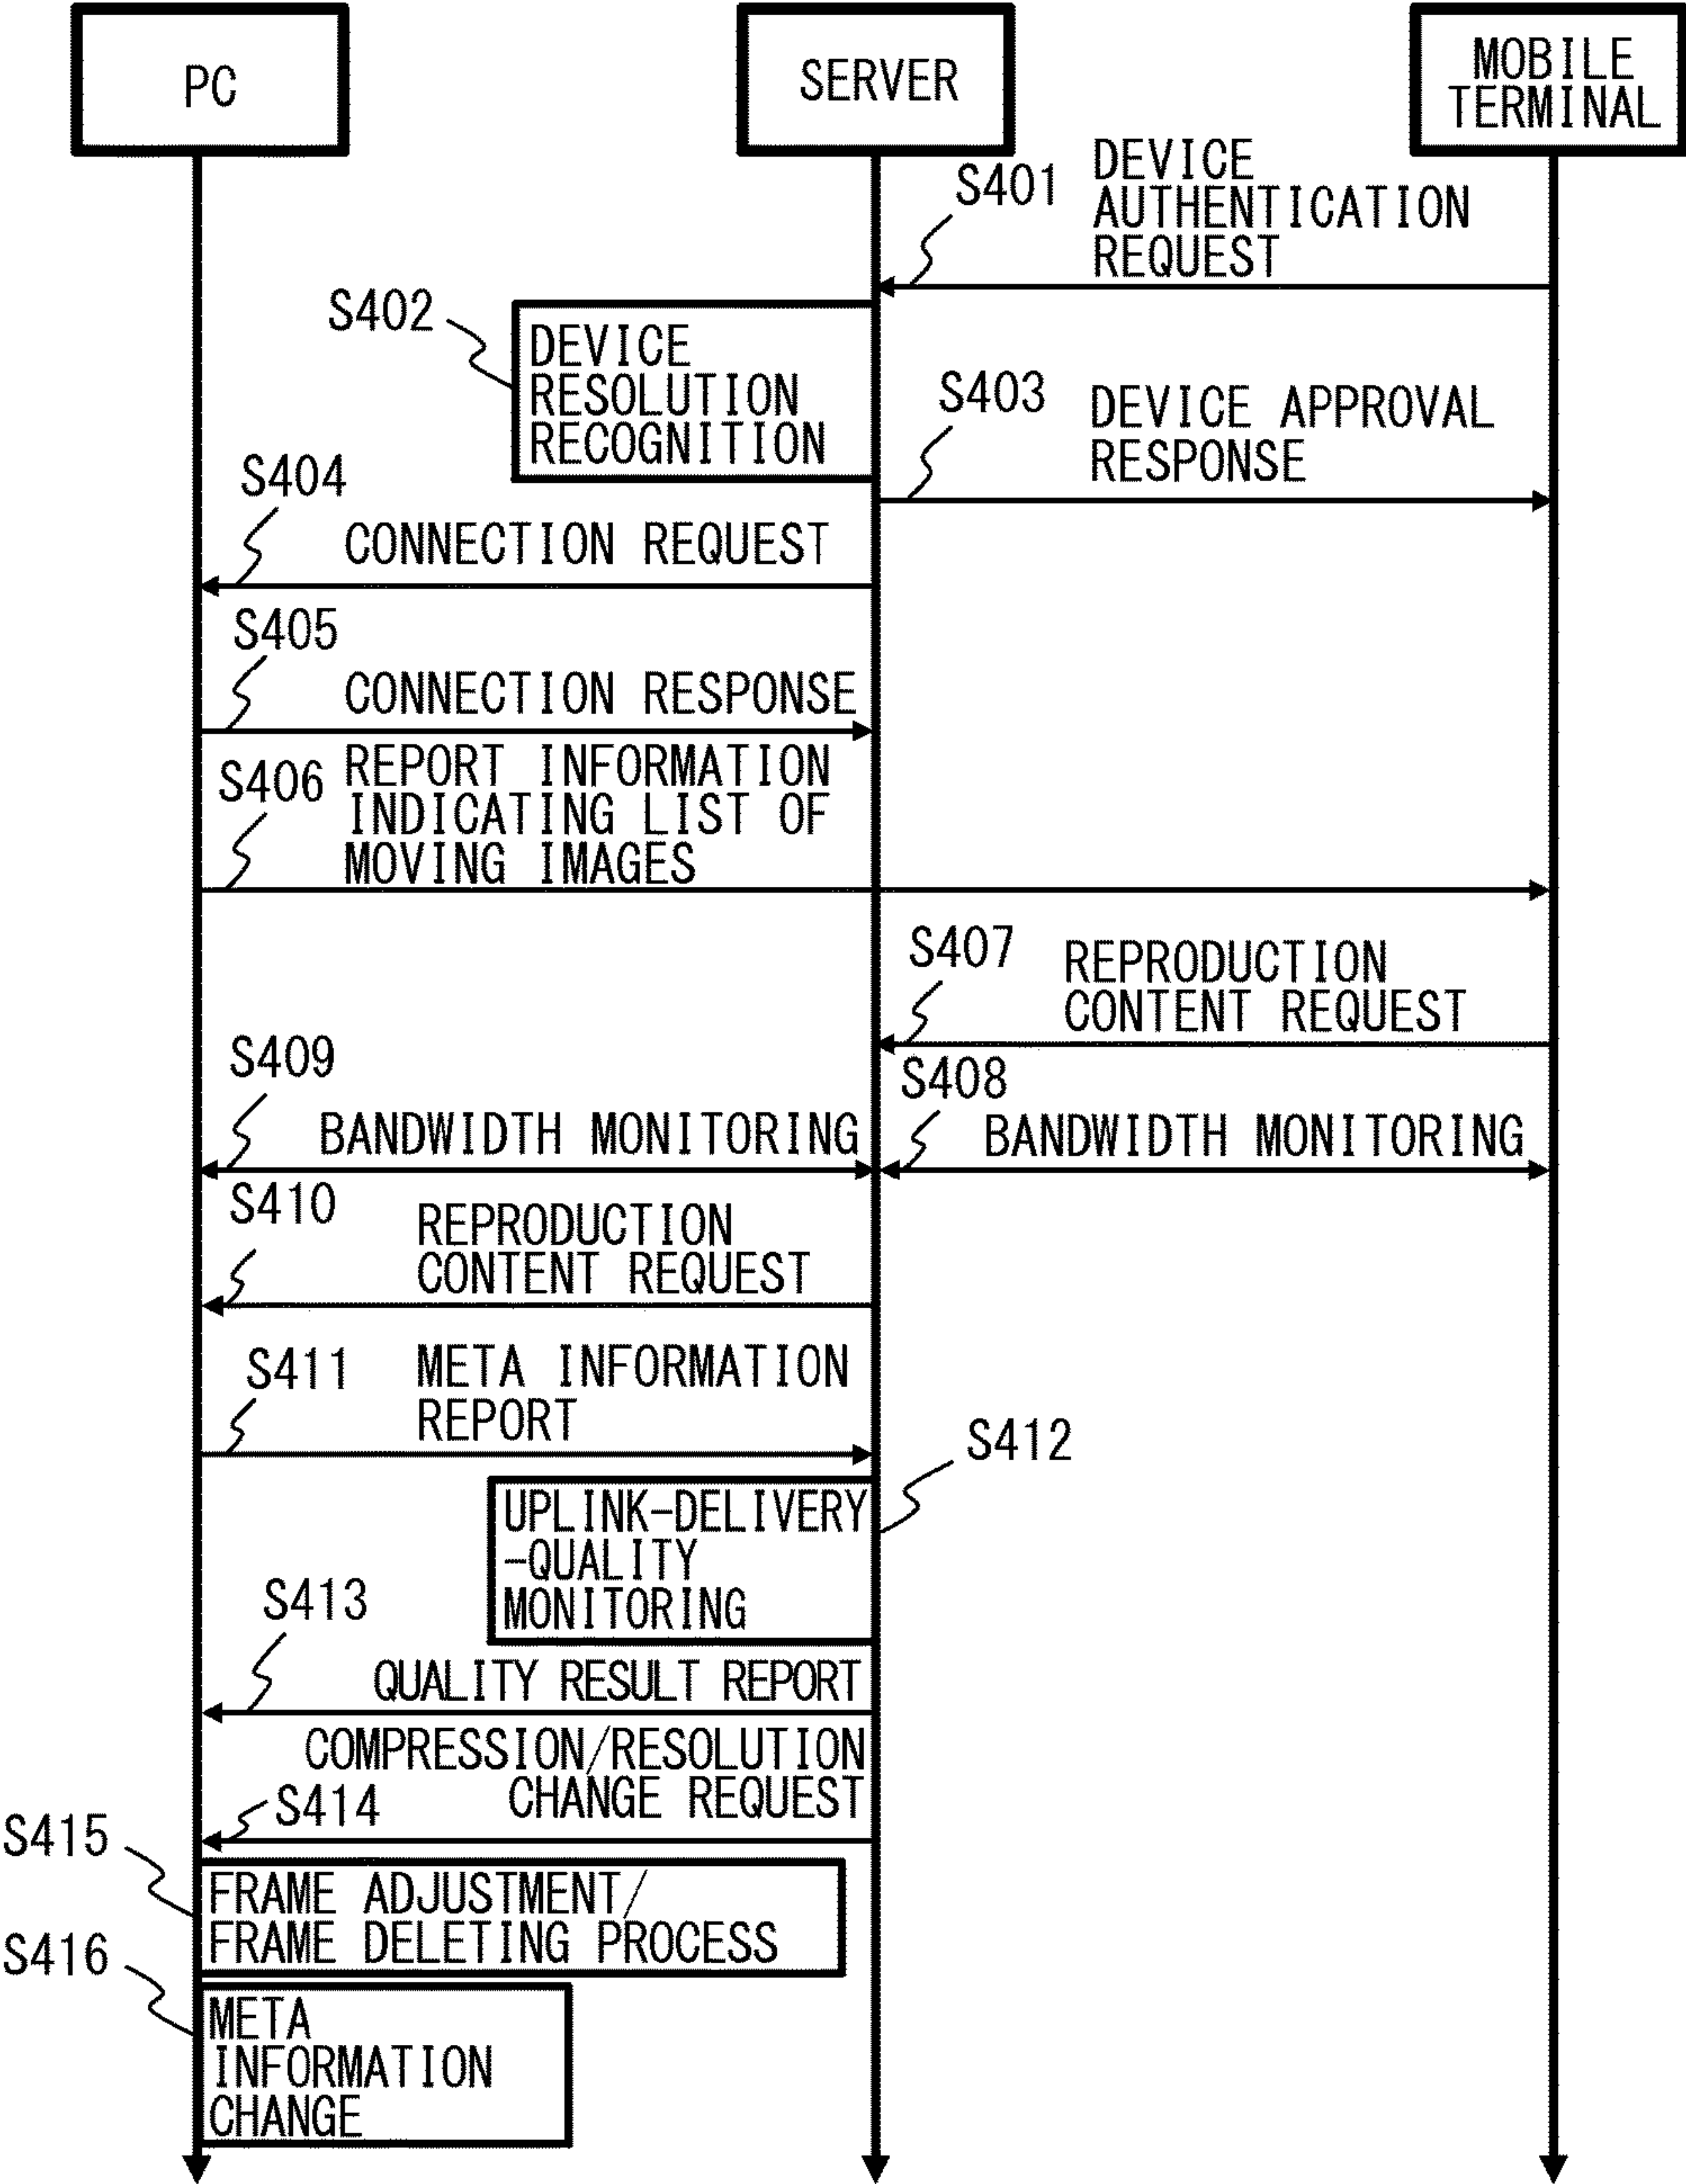 PC
SERVER
MOBILE
TERMINAL
S401
DEVICE
AUTHENTICATION
REQUEST
S402
DEVICE
RESOLUTION
RECOGNITION
S403
DEVICE APPROVAL
RESPONSE
S404
CONNECTION REQUEST
S405
CONNECTION RESPONSE
S406
REPORT INFORMATION
INDICATING LIST OF
MOVING IMAGES
S407
REPRODUCTION
CONTENT REQUEST
S409
BANDWIDTH MONITORING
S408
BANDWIDTH MONITORING
S410
REPRODUCTION
CONTENT REQUEST
S411
META INFORMATION
REPORT
S412
UPLINK-DELIVERY
-QUALITY
MONITORING
S413
QUALITY RESULT REPORT
COMPRESSION/RESOLUTION
CHANGE REQUEST
S414
S415
FRAME ADJUSTMENT/
FRAME DELETING PROCESS
S416
META
INFORMATION
CHANGE